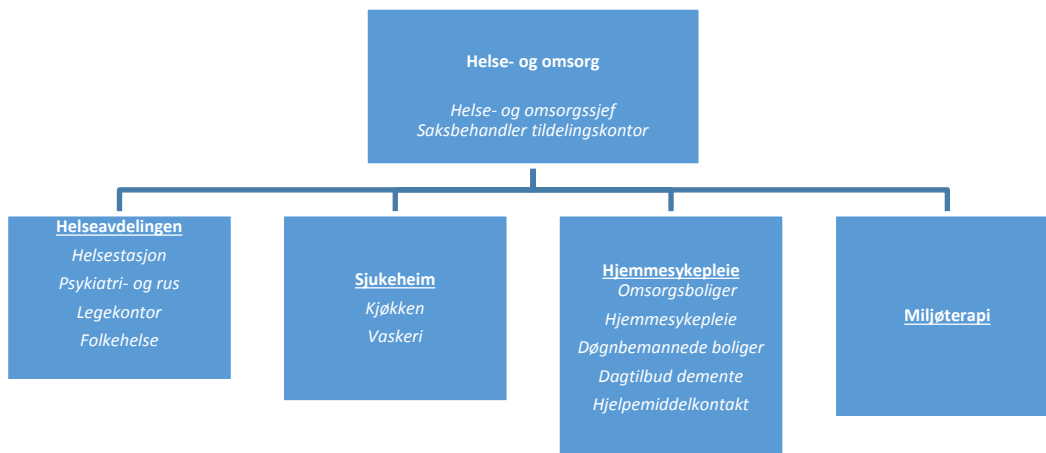 Helse- og omsorg
Helse- og omsorgssjef
Saksbehandler tildelingskontor
Helseavdelingen
Helsestasjon
Psykiatri- og rus
Legekontor
Folkehelse
Sjukeheim
Kjøkken
Vaskeri
Hjemmesykepleie
Omsorgsboliger
Hjemmesykepleie
Døgnbemannede boliger
Dagtilbud demente
Hjelpemiddelkontakt
Miljøterapi